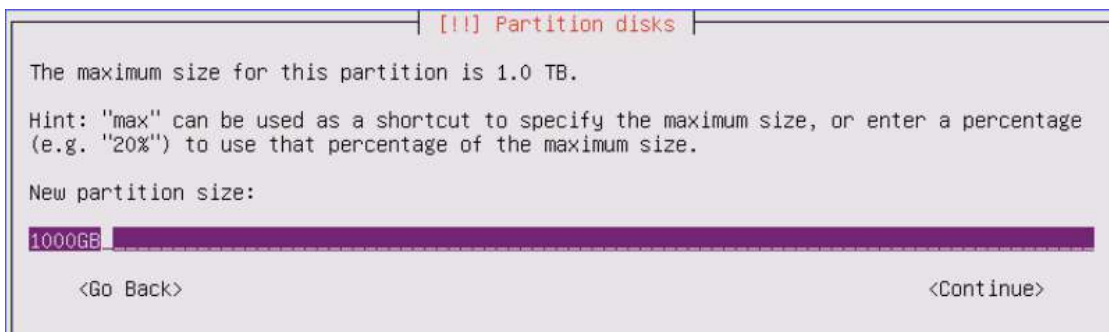 [!!] Partition disks
The maximum size for this partition is 1.0 TB.
Hint: "max" can be used as a shortcut to specify the maximum size, or enter a percentage
(e.g. "20%") to use that percentage of the maximum size.
New partition size:
1000GB
<Go Back> <Continue>